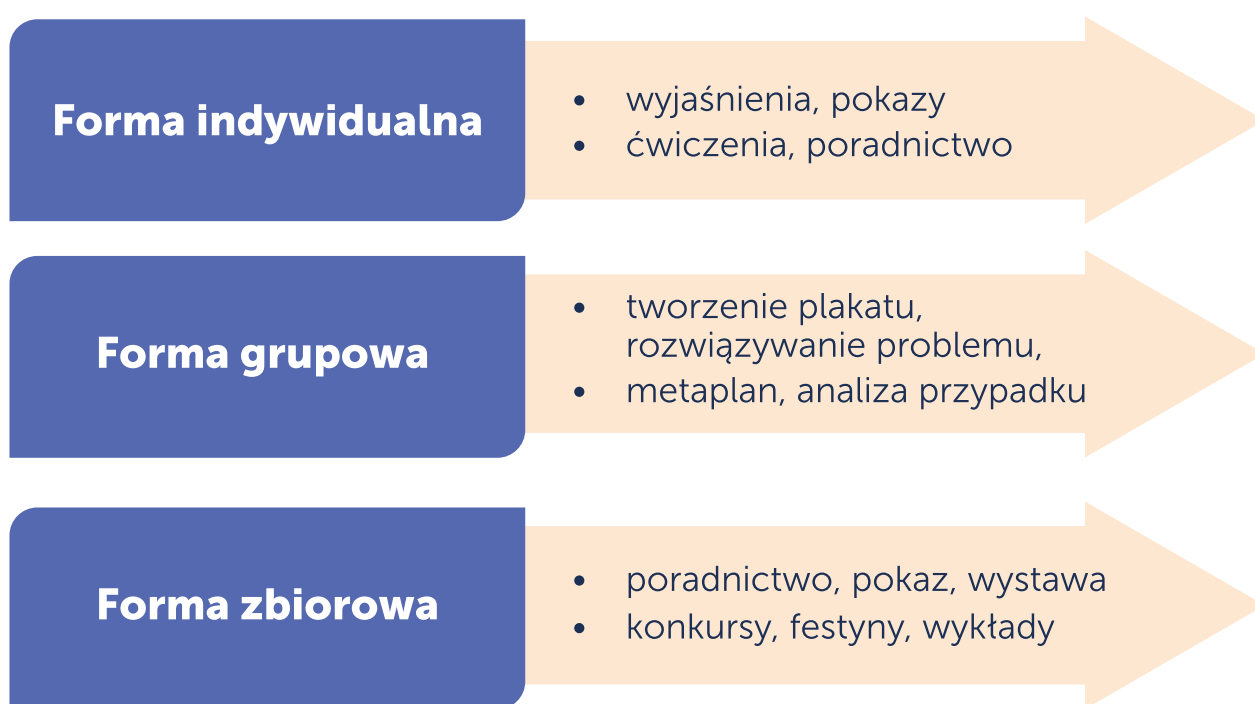 Forma indywidualna
• wyjaśnienia, pokazy
• ćwiczenia, poradnictwo
Forma grupowa
• tworzenie plakatu,
rozwiązywanie problemu,
• metaplan, analiza przypadku
Forma zbiorowa
• poradnictwo, pokaz, wystawa
• konkursy, festyny, wykłady